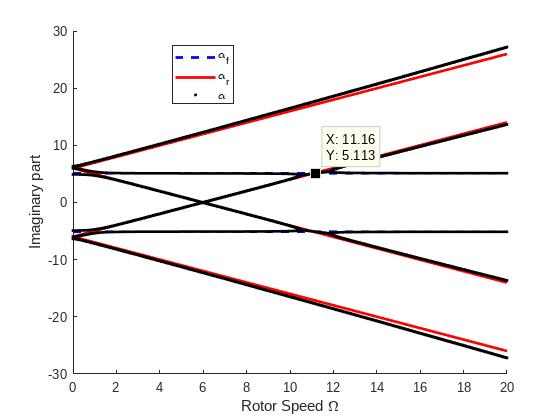 30
20
10
0
-10
-20
-30
Imaginary part
α_f
α_r
α
X: 11.16
Y: 5.113
0 2 4 6 8 10 12 14 16 18 20
Rotor Speed Ω